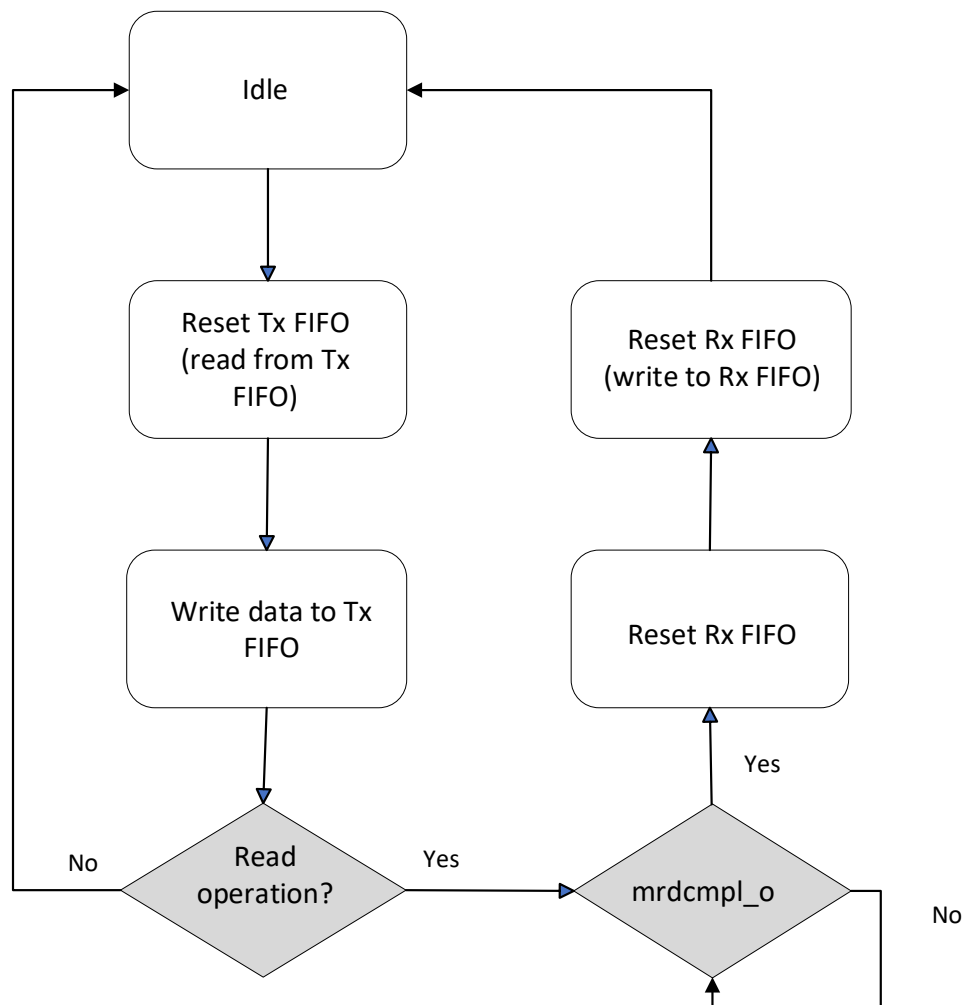 Idle
Reset Tx FIFO
(read from Tx
FIFO)
Reset Rx FIFO
(write to Rx FIFO)
Write data to Tx
FIFO
Reset Rx FIFO
Yes
No
Read
operation?
Yes
mrdcmpl_o
No